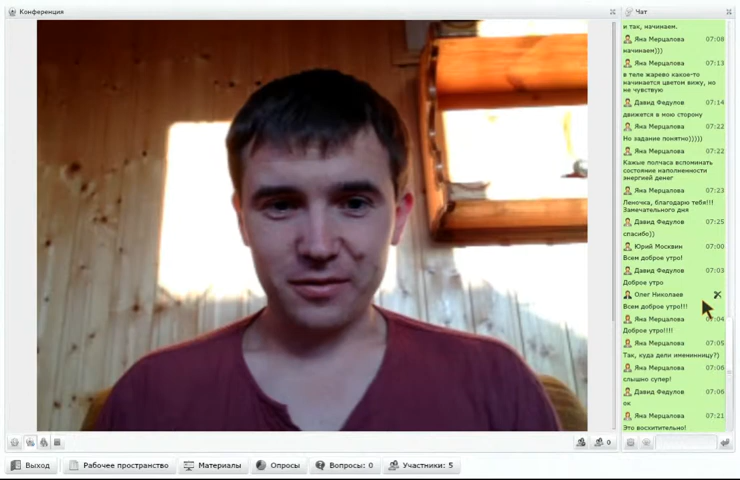 Конференция
Чат
и так, начинаем.
Яна Мерцалова 07:08
начинаем)))
Яна Мерцалова 07:13
в теле жарево какое-то
начинается цветом вижу, но
не чувствую
Давид Федулов 07:14
движется в мою сторону
Яна Мерцалова 07:22
Но задание понятно)))))
Яна Мерцалова 07:22
Кажые полчаса вспоминать
состояние наполненности
энергией денег
Яна Мерцалова 07:23
Леночка, благодарю тебя!!!
Замечательного дня
Давид Федулов 07:25
спасибо))
Юрий Москвин 07:00
Всем доброе утро!
Давид Федулов 07:03
Доброе утро
Олег Николаев
Всем доброе утро!!!
Яна Мерцалова 07:04
Доброе утро!!!!
Яна Мерцалова 07:05
Так, куда дели именинницу?)
Яна Мерцалова 07:06
слышно супер!
Давид Федулов 07:06
ок
Яна Мерцалова 07:21
Это восхитительно!
0
Выход
Рабочее пространство
Материалы
Опросы
Вопросы: 0
Участники: 5